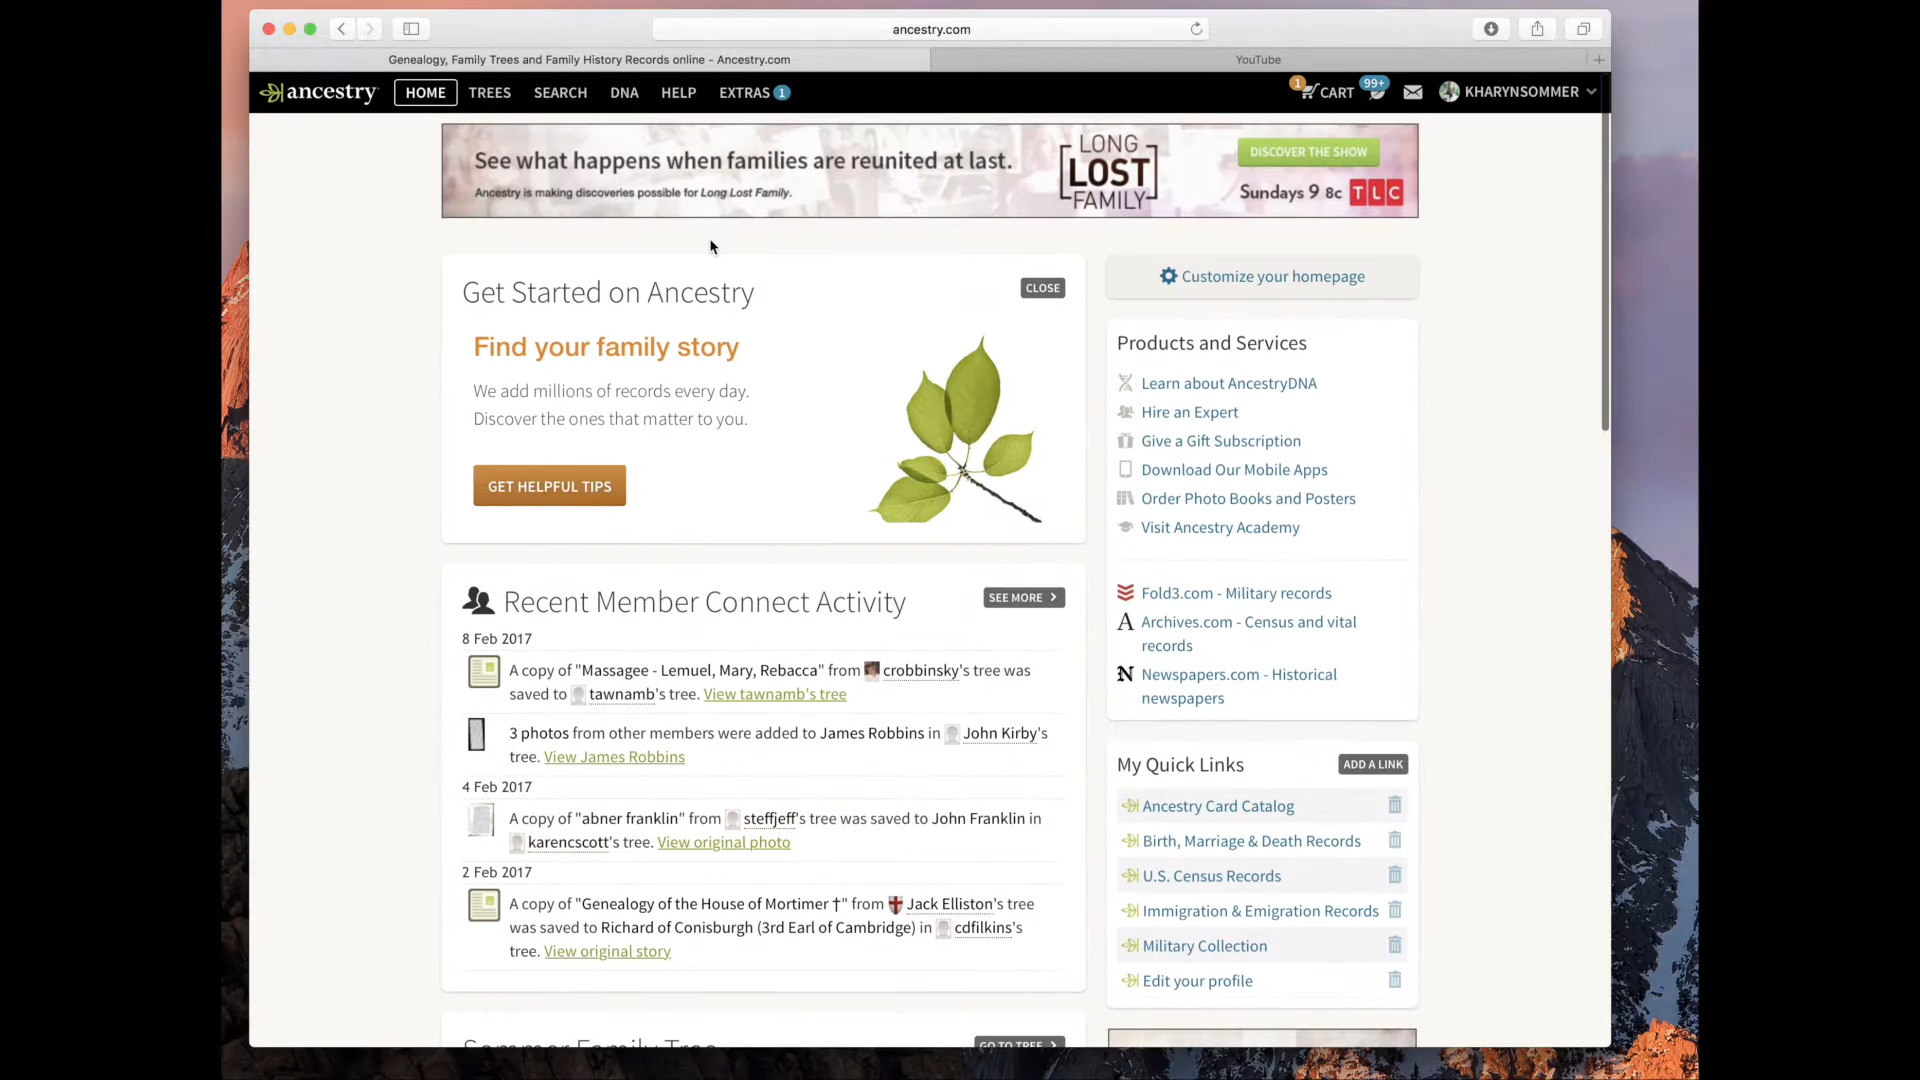 ancestry.com
Genealogy, Family Trees and Family History Records online - Ancestry.com
YouTube
ancestry HOME TREES SEARCH DNA HELP EXTRAS 1
1 CART 99+ KHARYNSOMMER
See what happens when families are reunited at last.
Ancestry is making discoveries possible for Long Lost Family.
LONG
LOST
FAMILY
DISCOVER THE SHOW
Sundays 9 8c TLC
Get Started on Ancestry
CLOSE
Find your family story
We add millions of records every day.
Discover the ones that matter to you.
GET HELPFUL TIPS
Recent Member Connect Activity
SEE MORE
8 Feb 2017
A copy of "Massagee - Lemuel, Mary, Rebacca" from crobbinsky's tree was
saved to tawnamb's tree. View tawnamb's tree
3 photos from other members were added to James Robbins in John Kirby's
tree. View James Robbins
4 Feb 2017
A copy of "abner franklin" from steffjeff's tree was saved to John Franklin in
karencscott's tree. View original photo
2 Feb 2017
A copy of "Genealogy of the House of Mortimer †" from Jack Elliston's tree
was saved to Richard of Conisburgh (3rd Earl of Cambridge) in cdfilkins's
tree. View original story
Sommer Family Tree
GO TO TREE
Customize your homepage
Products and Services
Learn about AncestryDNA
Hire an Expert
Give a Gift Subscription
Download Our Mobile Apps
Order Photo Books and Posters
Visit Ancestry Academy
Fold3.com - Military records
A Archives.com - Census and vital
records
N Newspapers.com - Historical
newspapers
My Quick Links
ADD A LINK
Ancestry Card Catalog
Birth, Marriage & Death Records
U.S. Census Records
Immigration & Emigration Records
Military Collection
Edit your profile